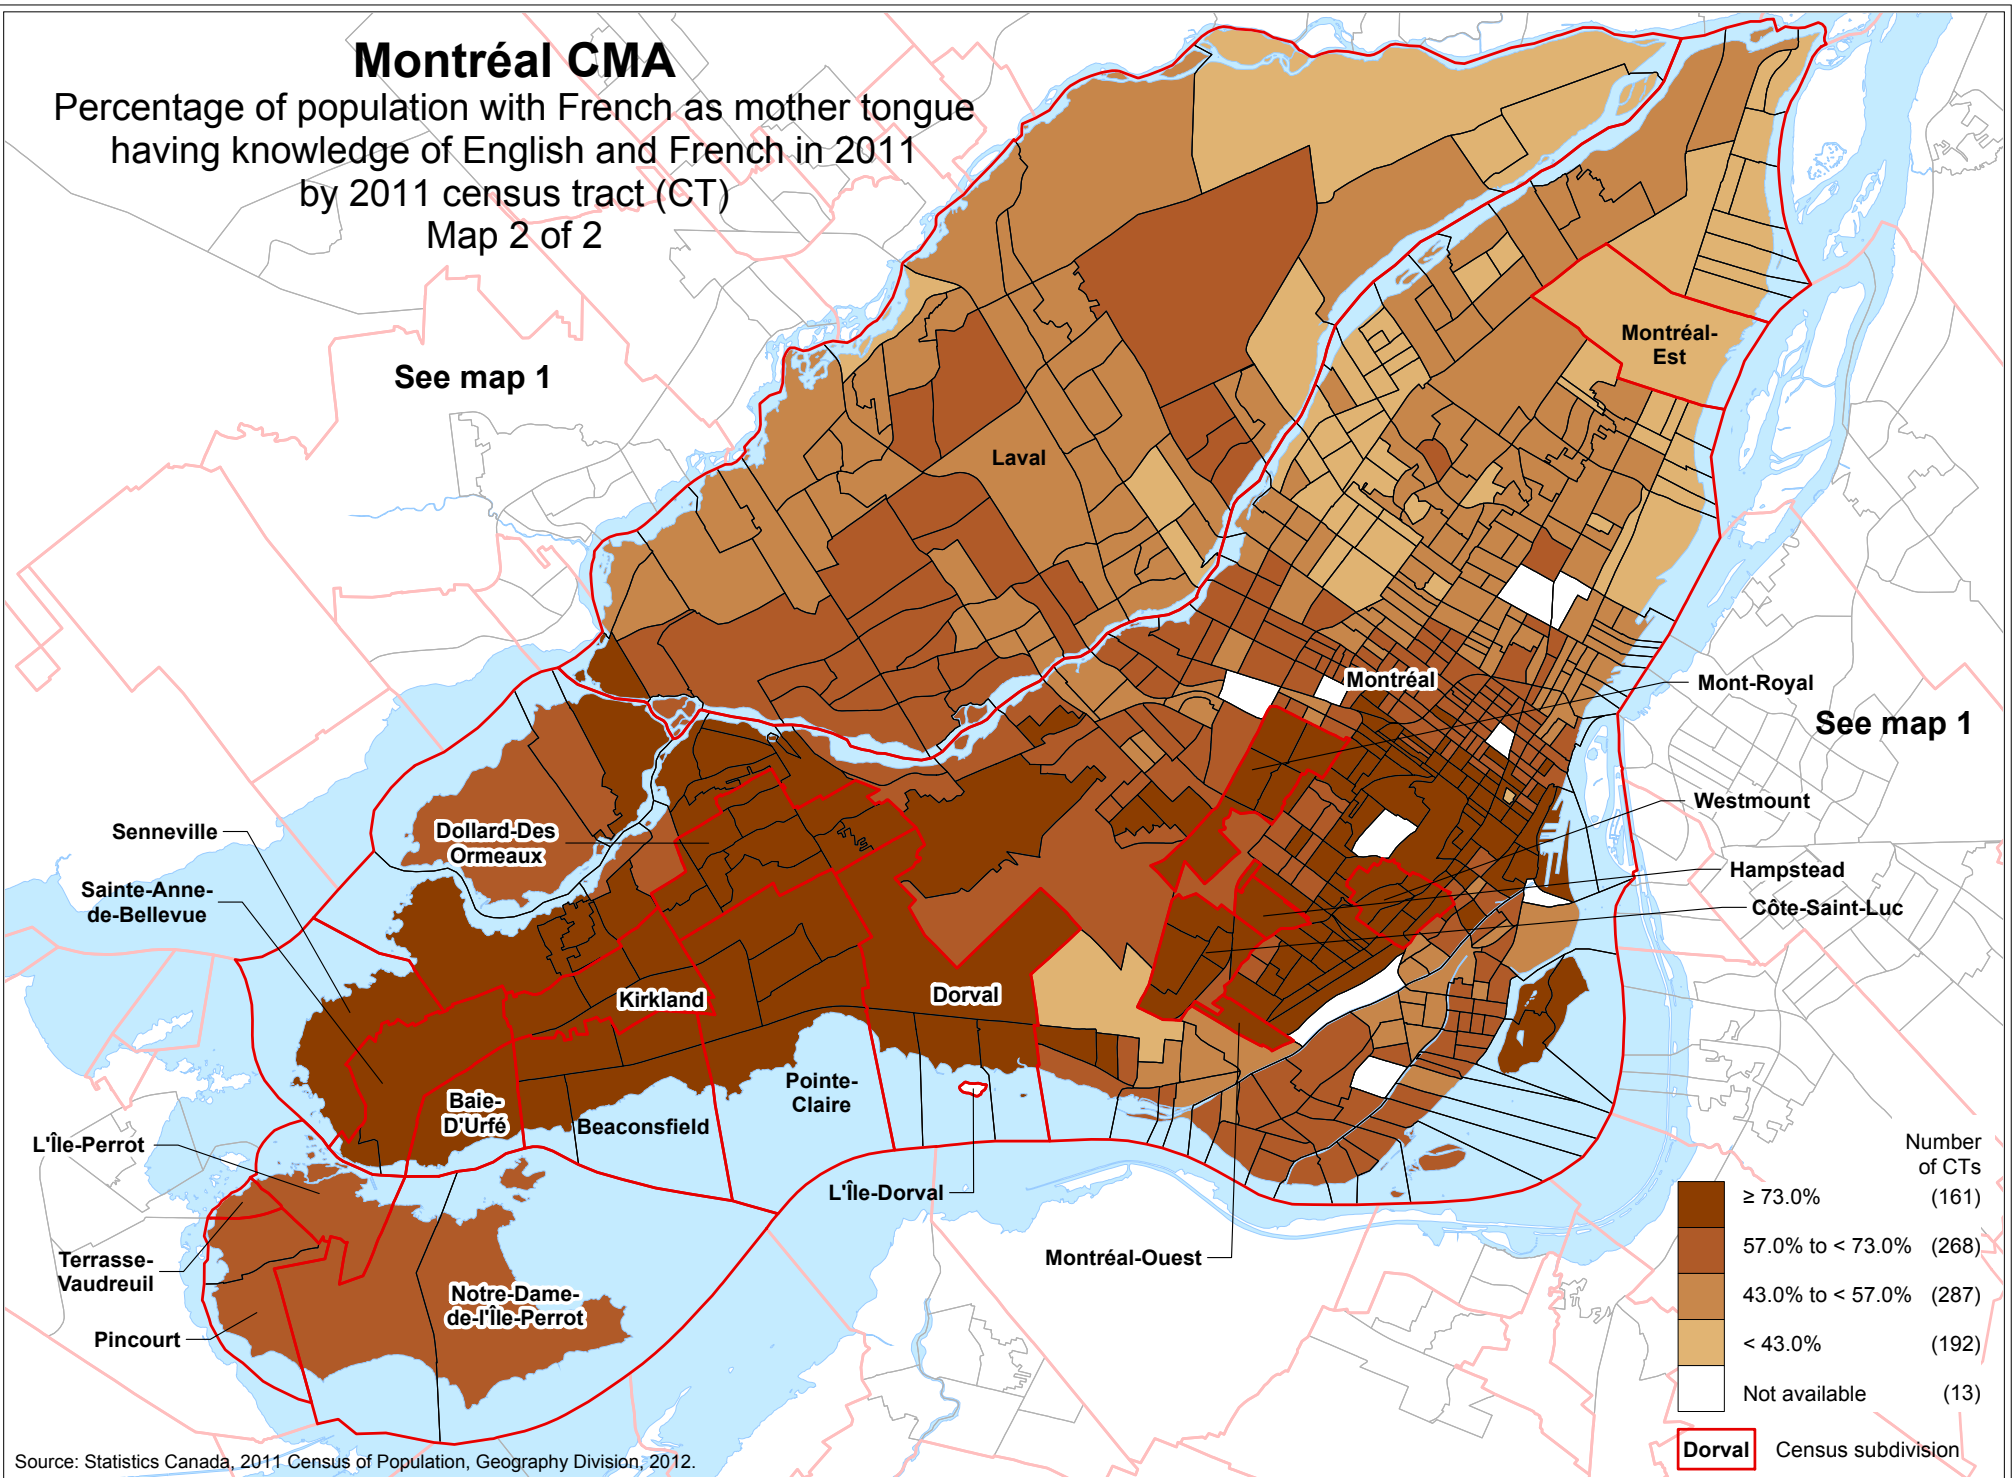 Montréal CMA
Percentage of population with French as mother tongue
having knowledge of English and French in 2011
by 2011 census tract (CT)
Map 2 of 2
See map 1
Montréal-
Est
Laval
Montréal
Mont-Royal
See map 1
Westmount
Hampstead
Côte-Saint-Luc
Senneville
Dollard-Des
Ormeaux
Sainte-Anne-
de-Bellevue
Kirkland
Dorval
Baie-
D'Urfé
Beaconsfield
Pointe-
Claire
L'Île-Perrot
L'Île-Dorval
Montréal-Ouest
Terrasse-
Vaudreuil
Notre-Dame-
de-l'Île-Perrot
Pincourt
Number
of CTs
≥ 73.0% (161)
57.0% to < 73.0% (268)
43.0% to < 57.0% (287)
< 43.0% (192)
Not available (13)
Dorval Census subdivision
Source: Statistics Canada, 2011 Census of Population, Geography Division, 2012.